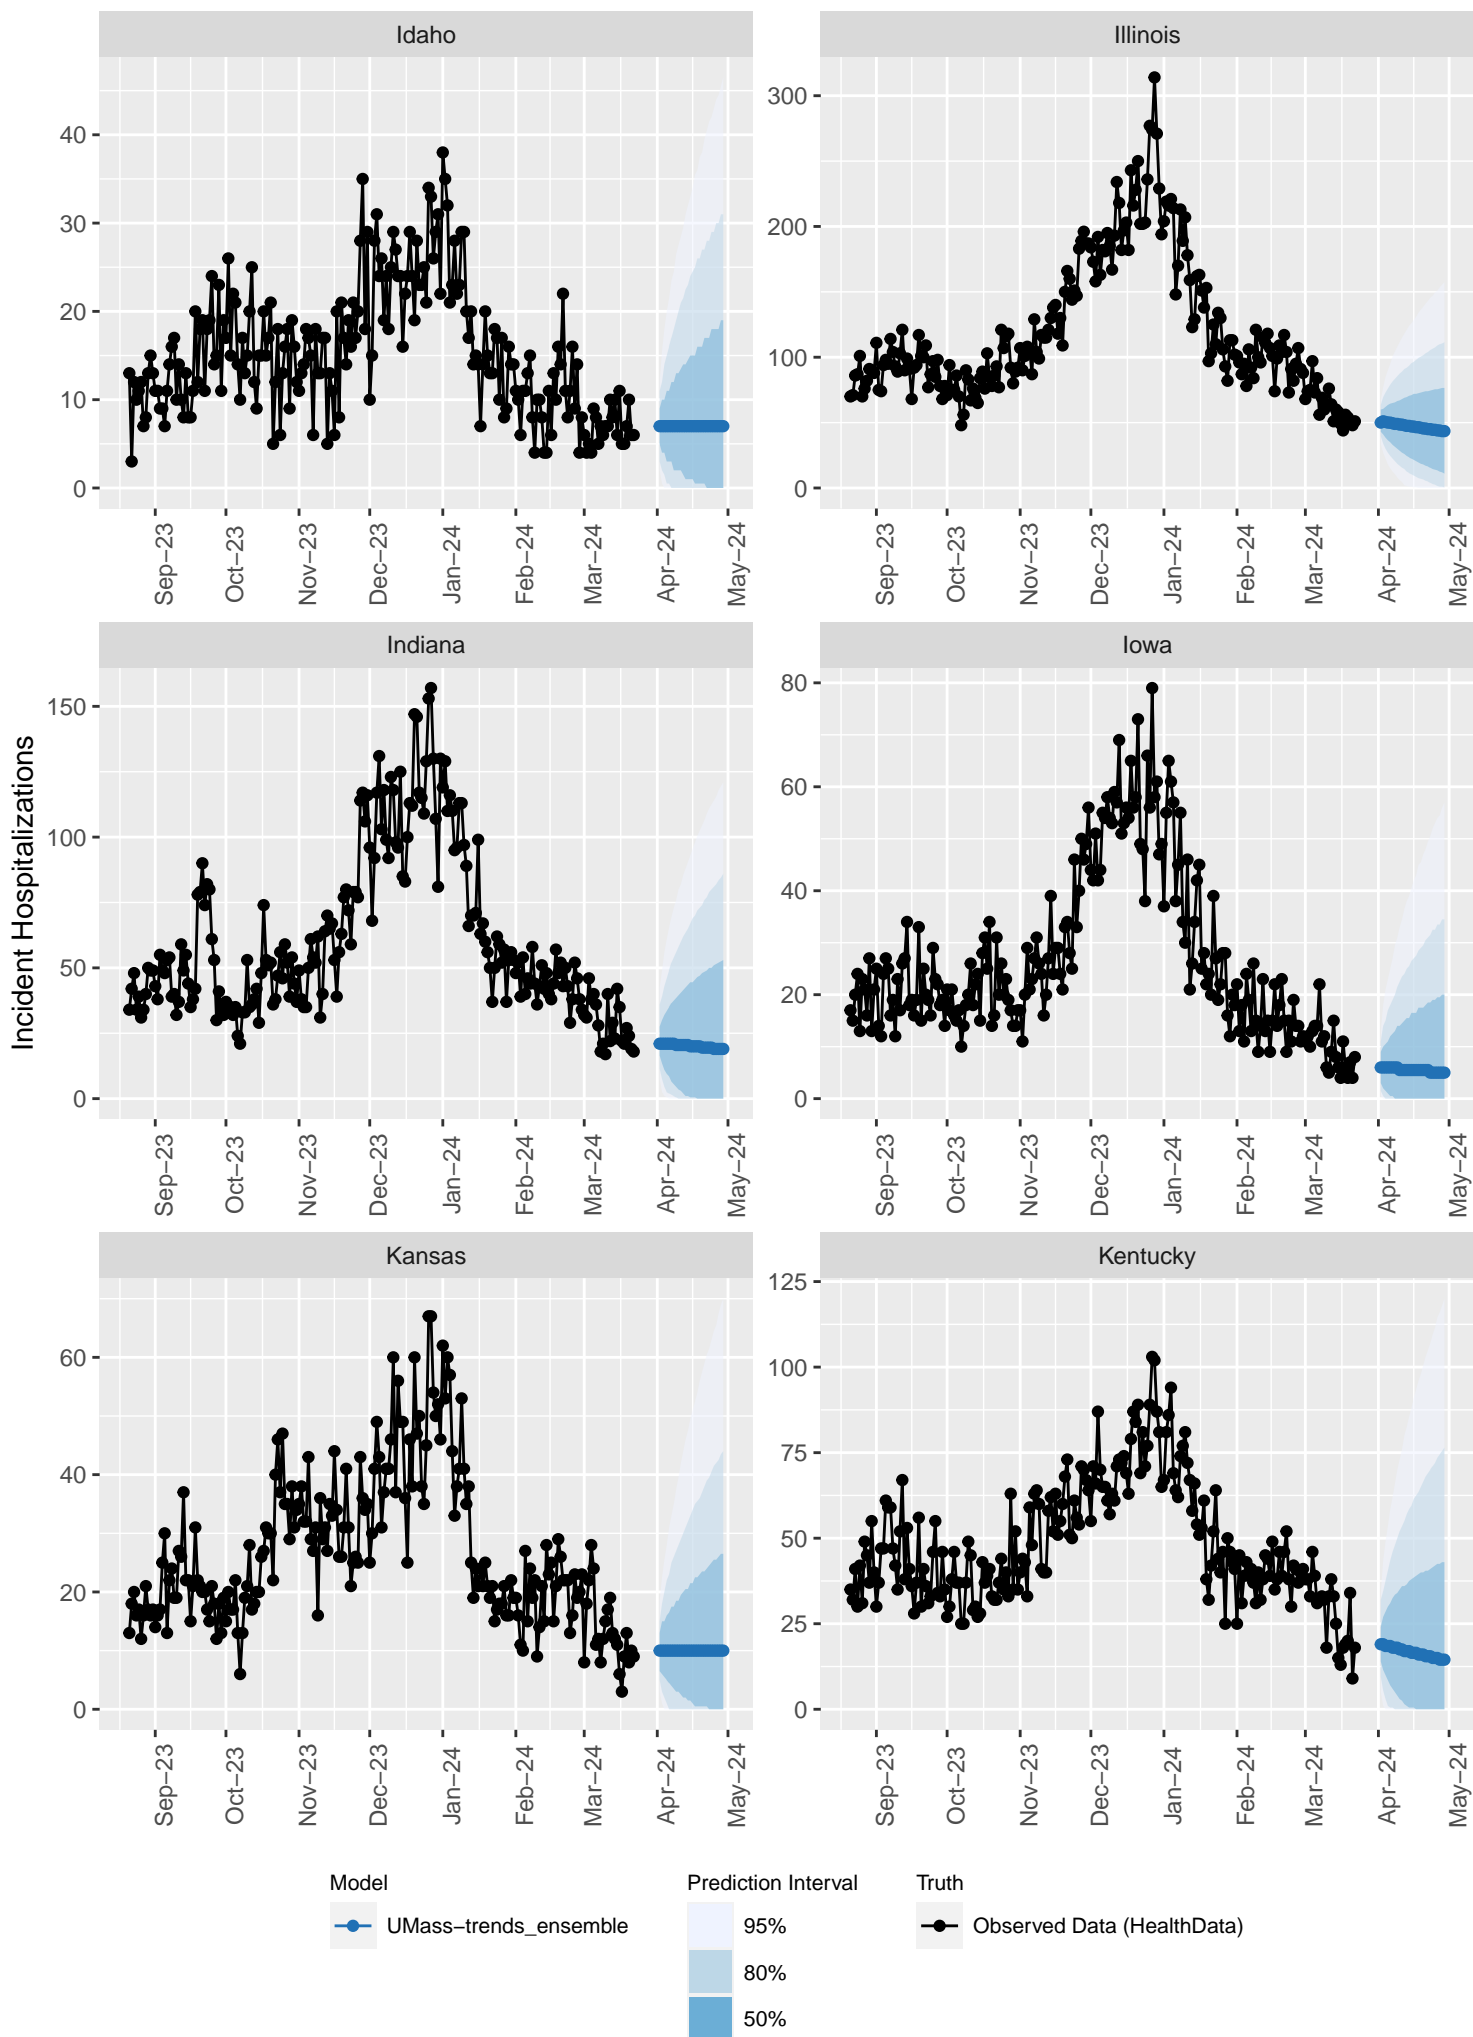 Idaho
Illinois
40
30
20
10
0
300
200
100
0
Sep−23
Oct−23
Nov−23
Dec−23
Jan−24
Feb−24
Mar−24
Apr−24
May−24
Sep−23
Oct−23
Nov−23
Dec−23
Jan−24
Feb−24
Mar−24
Apr−24
May−24
Indiana
Iowa
Incident Hospitalizations
150
100
50
0
80
60
40
20
0
Sep−23
Oct−23
Nov−23
Dec−23
Jan−24
Feb−24
Mar−24
Apr−24
May−24
Sep−23
Oct−23
Nov−23
Dec−23
Jan−24
Feb−24
Mar−24
Apr−24
May−24
Kansas
Kentucky
60
40
20
0
125
100
75
50
25
0
Sep−23
Oct−23
Nov−23
Dec−23
Jan−24
Feb−24
Mar−24
Apr−24
May−24
Sep−23
Oct−23
Nov−23
Dec−23
Jan−24
Feb−24
Mar−24
Apr−24
May−24
Model
UMass−trends_ensemble
Prediction Interval
95%
80%
50%
Truth
Observed Data (HealthData)